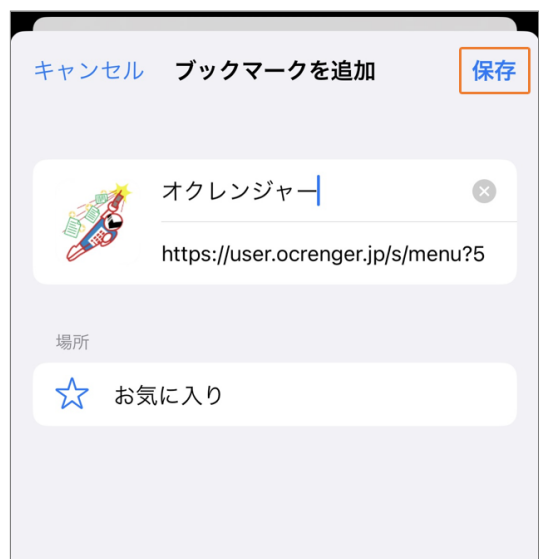 キャンセル ブックマークを追加 保存
オクレンジャー
https://user.ocrenger.jp/s/menu?5
場所
お気に入り